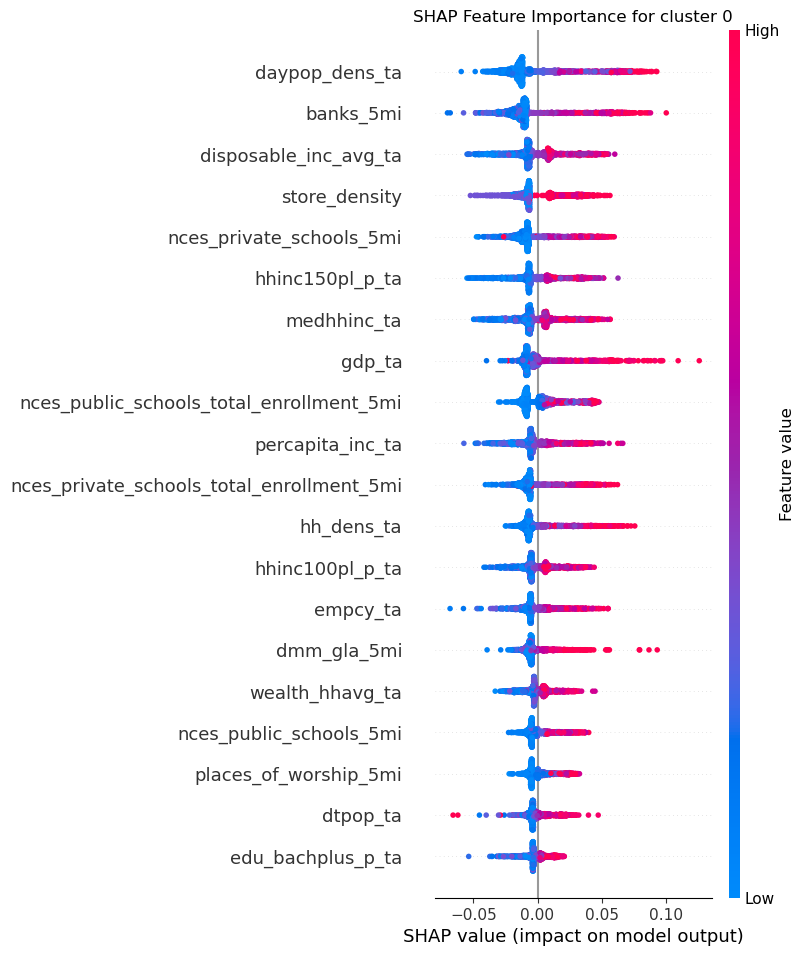 SHAP Feature Importance for cluster 0
High
daypop_dens_ta
banks_5mi
disposable_inc_avg_ta
store_density
nces_private_schools_5mi
hhinc150pl_p_ta
medhhinc_ta
gdp_ta
nces_public_schools_total_enrollment_5mi
percapita_inc_ta
nces_private_schools_total_enrollment_5mi
hh_dens_ta
hhinc100pl_p_ta
empcy_ta
dmm_gla_5mi
wealth_hhavg_ta
nces_public_schools_5mi
places_of_worship_5mi
dtpop_ta
edu_bachplus_p_ta
Feature value
Low
−0.05 0.00 0.05 0.10
SHAP value (impact on model output)